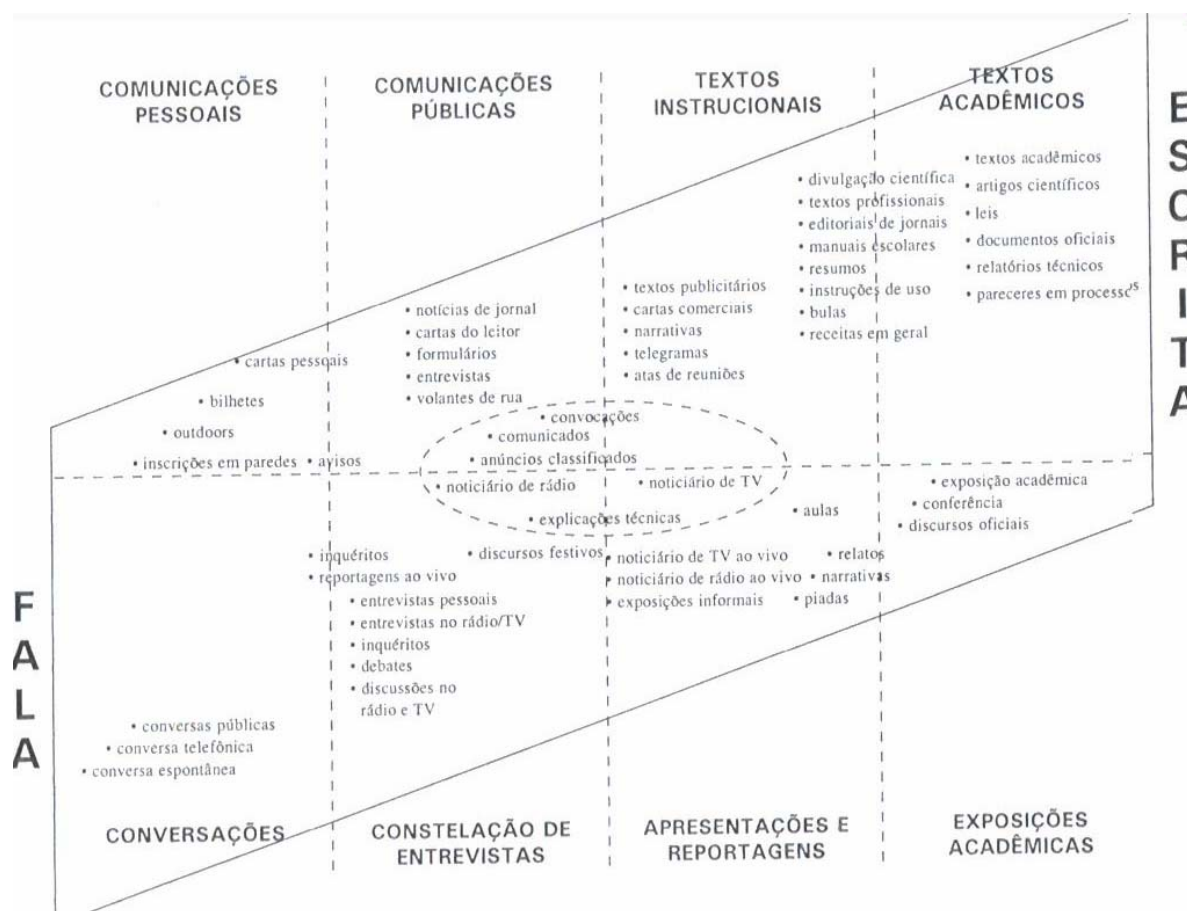 COMUNICAÇÕES
PESSOAIS
COMUNICAÇÕES
PÚBLICAS
TEXTOS
INSTRUCIONAIS
TEXTOS
ACADÊMICOS
ESCRITA
• cartas pessoais
• bilhetes
• outdoors
• inscrições em paredes
• avisos
• notícias de jornal
• cartas do leitor
• formulários
• entrevistas
• volantes de rua
• convocações
• comunicados
• anúncios classificados
• textos publicitários
• cartas comerciais
• narrativas
• telegramas
• atas de reuniões
• divulgação científica
• textos profissionais
• editoriais de jornais
• manuais escolares
• resumos
• instruções de uso
• bulas
• receitas em geral
• textos acadêmicos
• artigos científicos
• leis
• documentos oficiais
• relatórios técnicos
• pareceres em processos
• noticiário de rádio
• noticiário de TV
• explicações técnicas
• aulas
• exposição acadêmica
• conferência
• discursos oficiais
• inquéritos
• reportagens ao vivo
• discursos festivos
• entrevistas pessoais
• entrevistas no rádio/TV
• inquéritos
• debates
• discussões no
rádio e TV
• noticiário de TV ao vivo
• noticiário de rádio ao vivo
• exposições informais
• relatos
• narrativas
• piadas
• conversas públicas
• conversa telefônica
• conversa espontânea
FALA
CONVERSAÇÕES
CONSTELAÇÃO DE
ENTREVISTAS
APRESENTAÇÕES E
REPORTAGENS
EXPOSIÇÕES
ACADÊMICAS